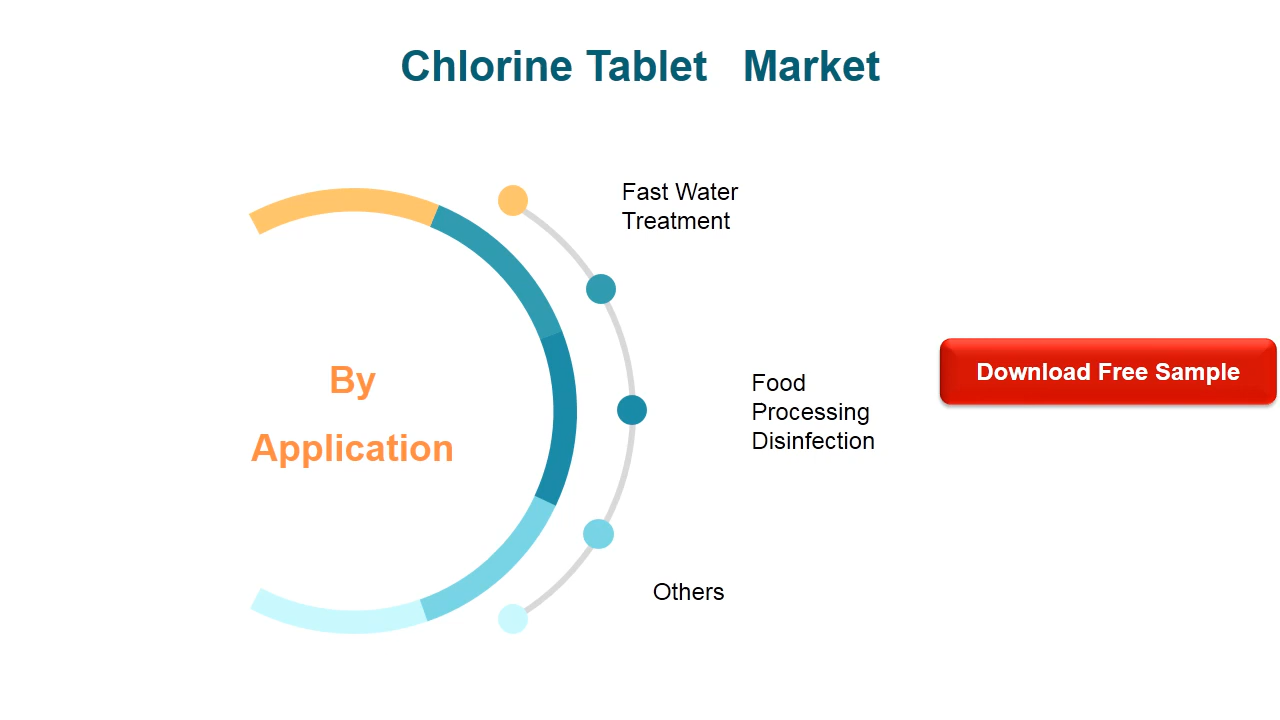 Chlorine Tablet   Market
Fast Water
Treatment
By
Application
Food
Processing
Disinfection
Download Free Sample
Others